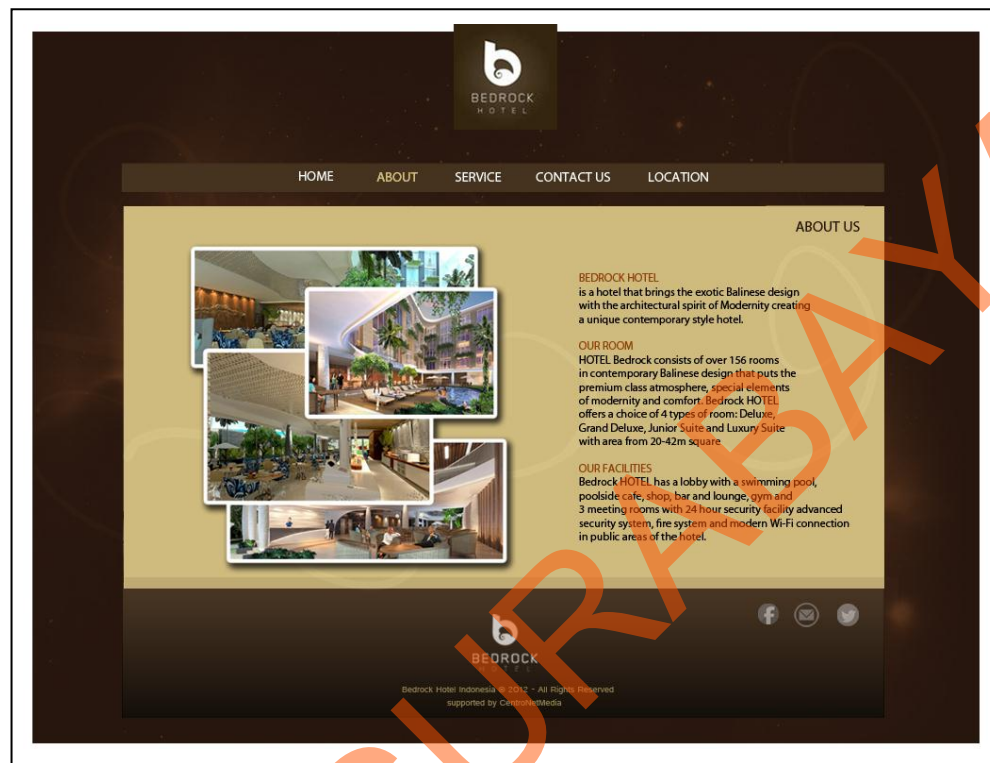 BEDROCK
HOTEL
HOME ABOUT SERVICE CONTACT US LOCATION
ABOUT US
BEDROCK HOTEL
is a hotel that brings the exotic Balinese design
with the architectural spirit of Modernity creating
a unique contemporary style hotel.
OUR ROOM
HOTEL Bedrock consists of over 156 rooms
in contemporary Balinese design that puts the
premium class atmosphere, special elements
of modernity and comfort. Bedrock HOTEL
offers a choice of 4 types of room: Deluxe,
Grand Deluxe, Junior Suite and Luxury Suite
with area from 20-42m square
OUR FACILITIES
Bedrock HOTEL has a lobby with a swimming pool,
poolside cafe, shop, bar and lounge, gym and
3 meeting rooms with 24 hour security facility advanced
security system, fire system and modern Wi-Fi connection
in public areas of the hotel.
BEDROCK
HOTEL
Bedrock Hotel Indonesia © 2012 - All Rights Reserved
supported by CentroNetMedia
SURABAY